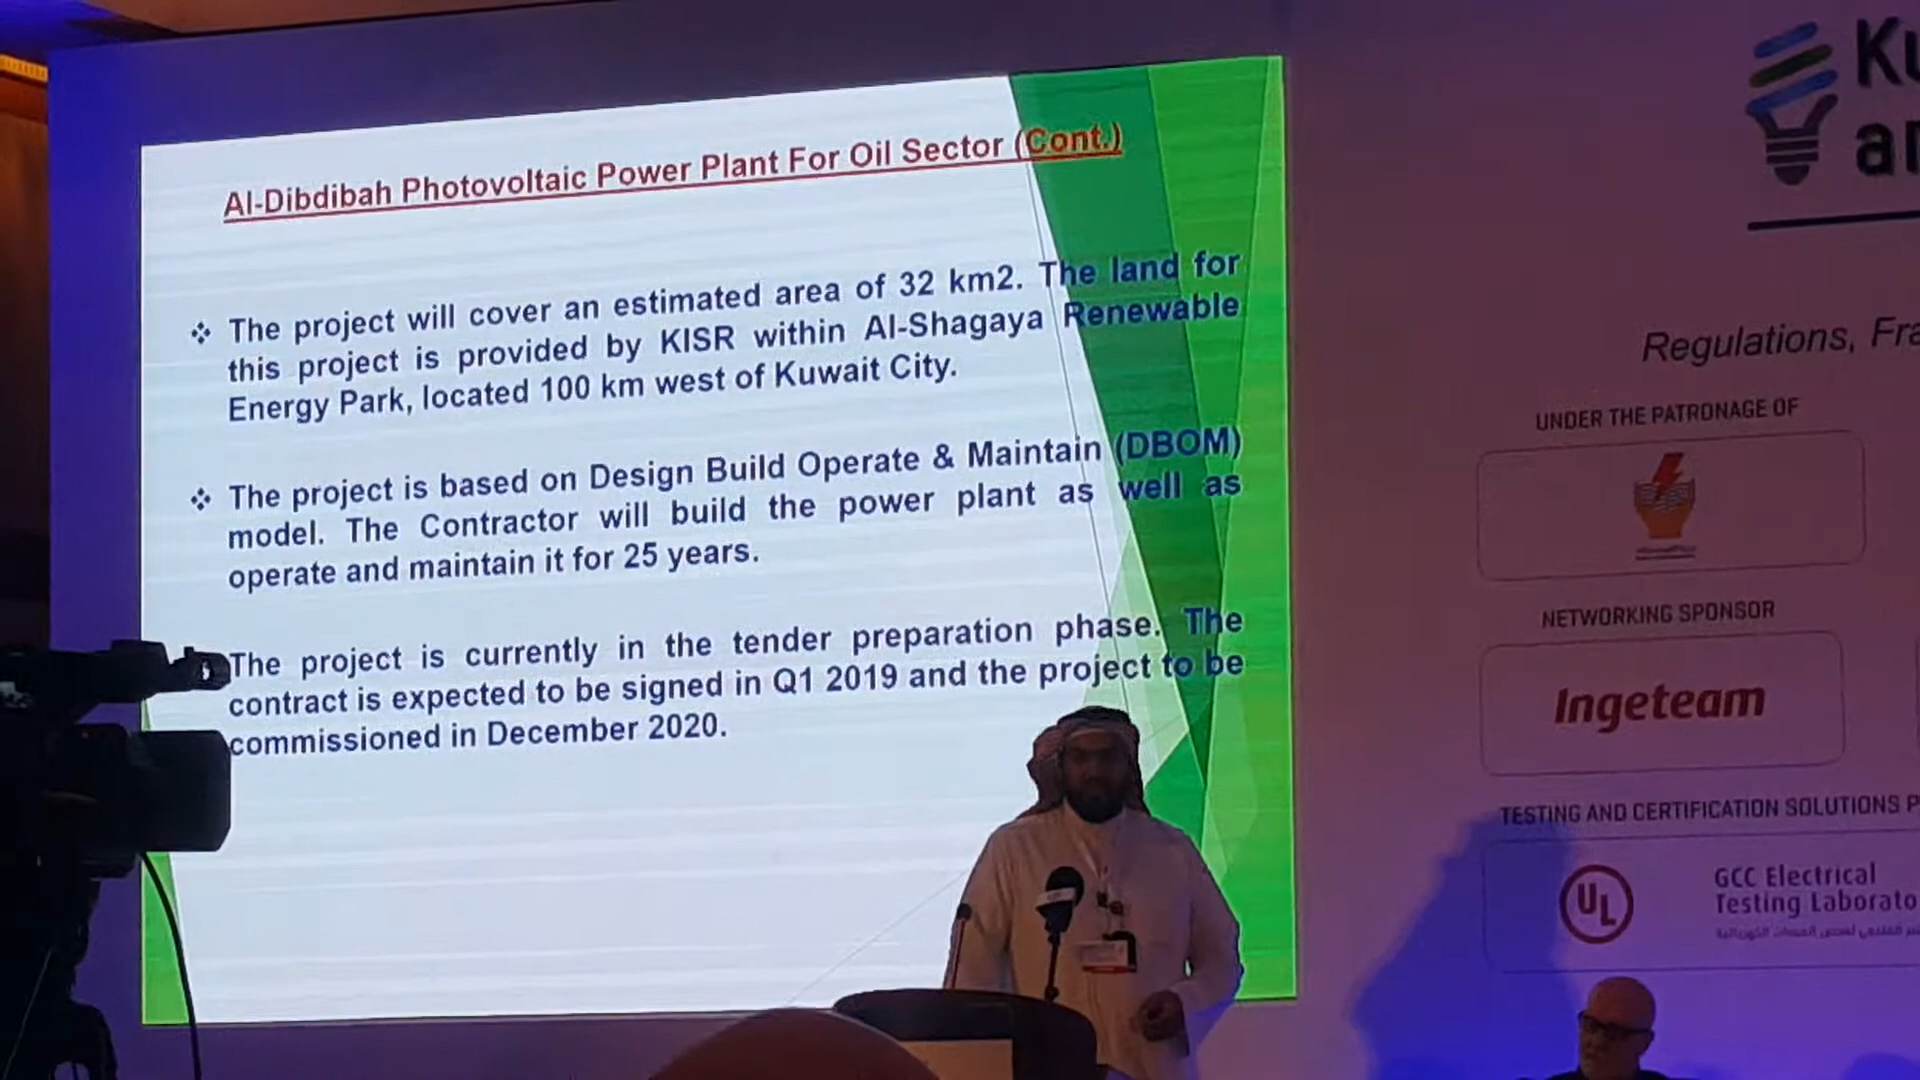 Al-Dibdibah Photovoltaic Power Plant For Oil Sector (Cont.)
The project will cover an estimated area of 32 km2. The land for
this project is provided by KISR within Al-Shagaya Renewable
Energy Park, located 100 km west of Kuwait City.
The project is based on Design Build Operate & Maintain (DBOM)
model. The Contractor will build the power plant as well as
operate and maintain it for 25 years.
The project is currently in the tender preparation phase. The
contract is expected to be signed in Q1 2019 and the project to be
commissioned in December 2020.
Regulations,
UNDER THE PATRONAGE OF
NETWORKING SPONSOR
Ingeteam
TESTING AND CERTIFICATION SOLUTIONS
UL
GCC Electrical
Testing